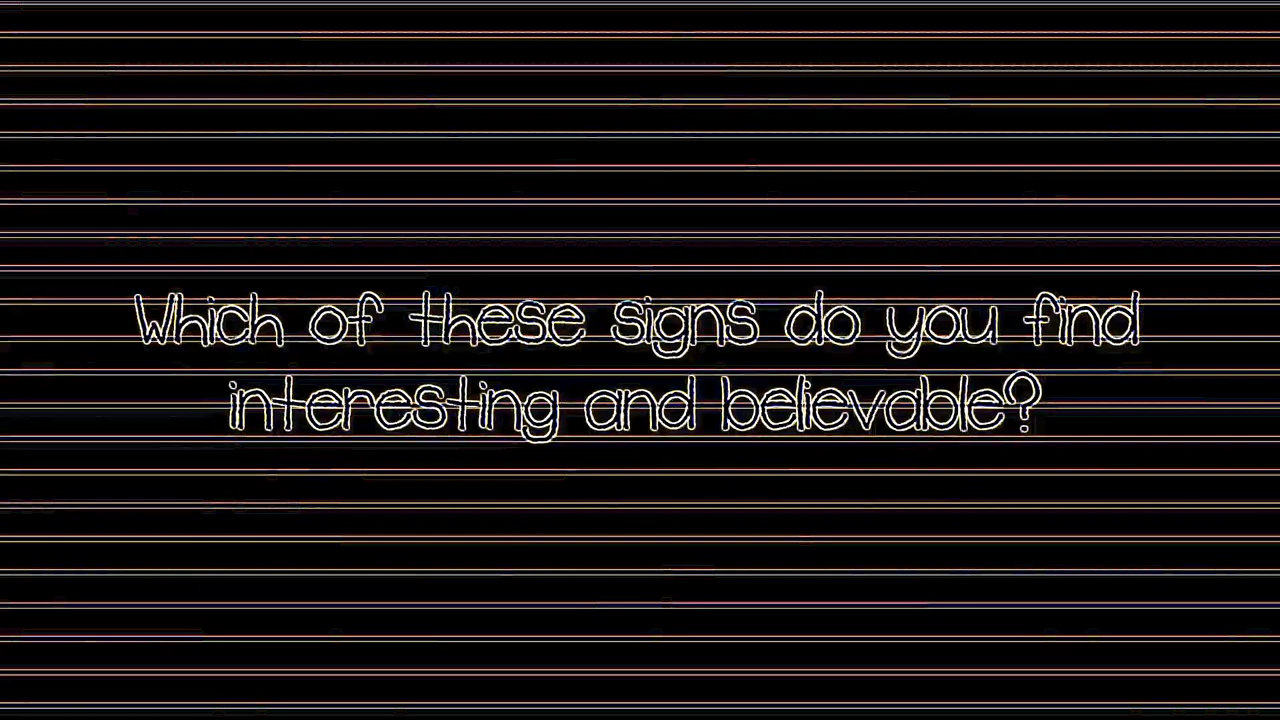 Which of these signs do you find
interesting and believable?